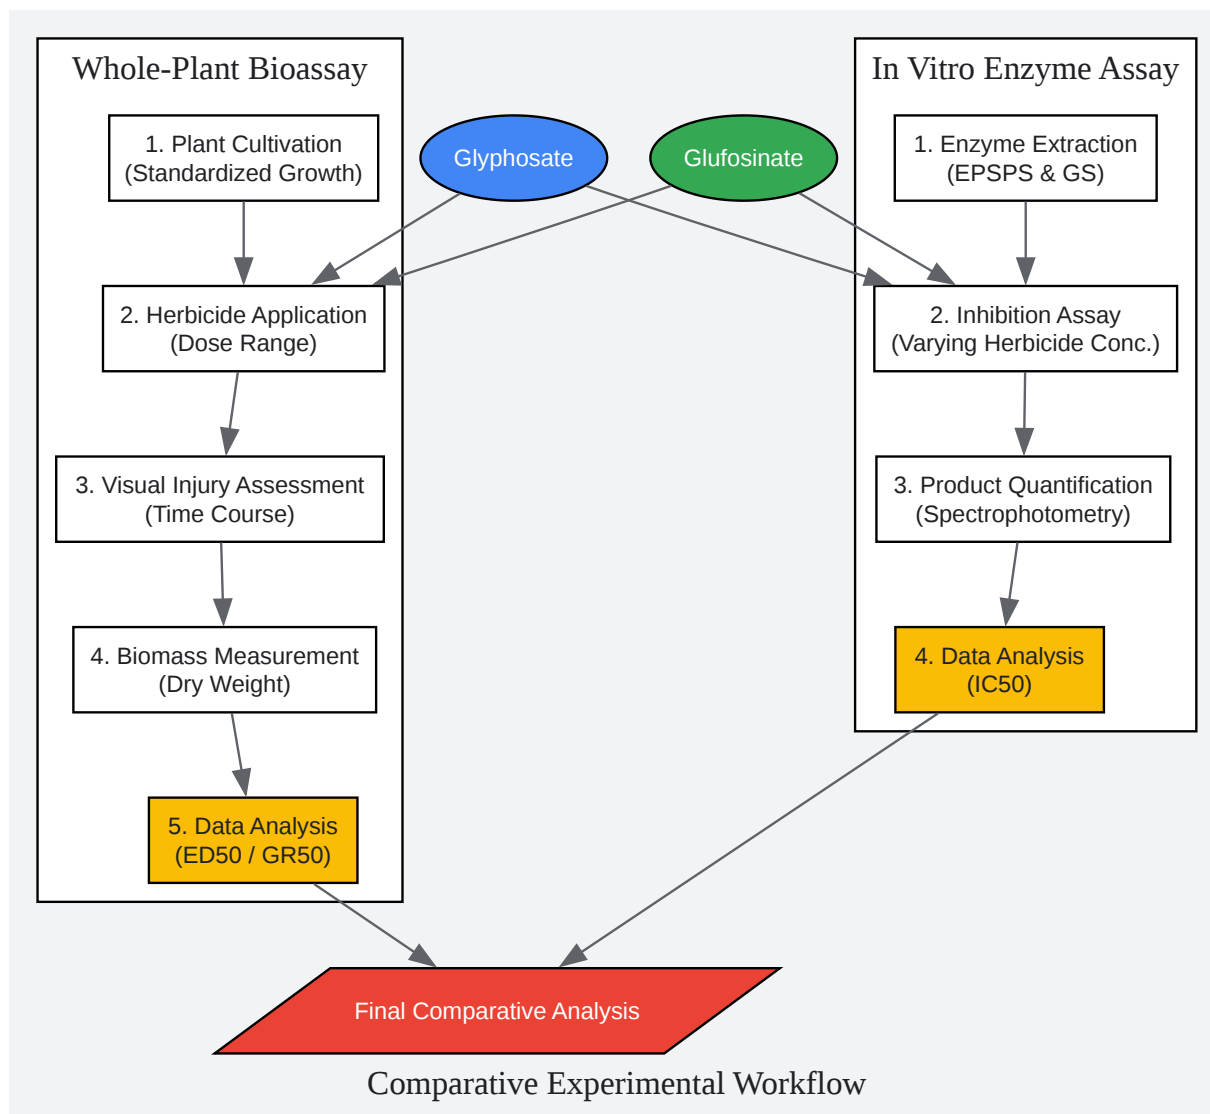 Whole-Plant Bioassay
1. Plant Cultivation
(Standardized Growth)
2. Herbicide Application
(Dose Range)
3. Visual Injury Assessment
(Time Course)
4. Biomass Measurement
(Dry Weight)
5. Data Analysis
(ED50 / GR50)
Glyphosate
Glufosinate
In Vitro Enzyme Assay
1. Enzyme Extraction
(EPSPS & GS)
2. Inhibition Assay
(Varying Herbicide Conc.)
3. Product Quantification
(Spectrophotometry)
4. Data Analysis
(IC50)
Final Comparative Analysis
Comparative Experimental Workflow